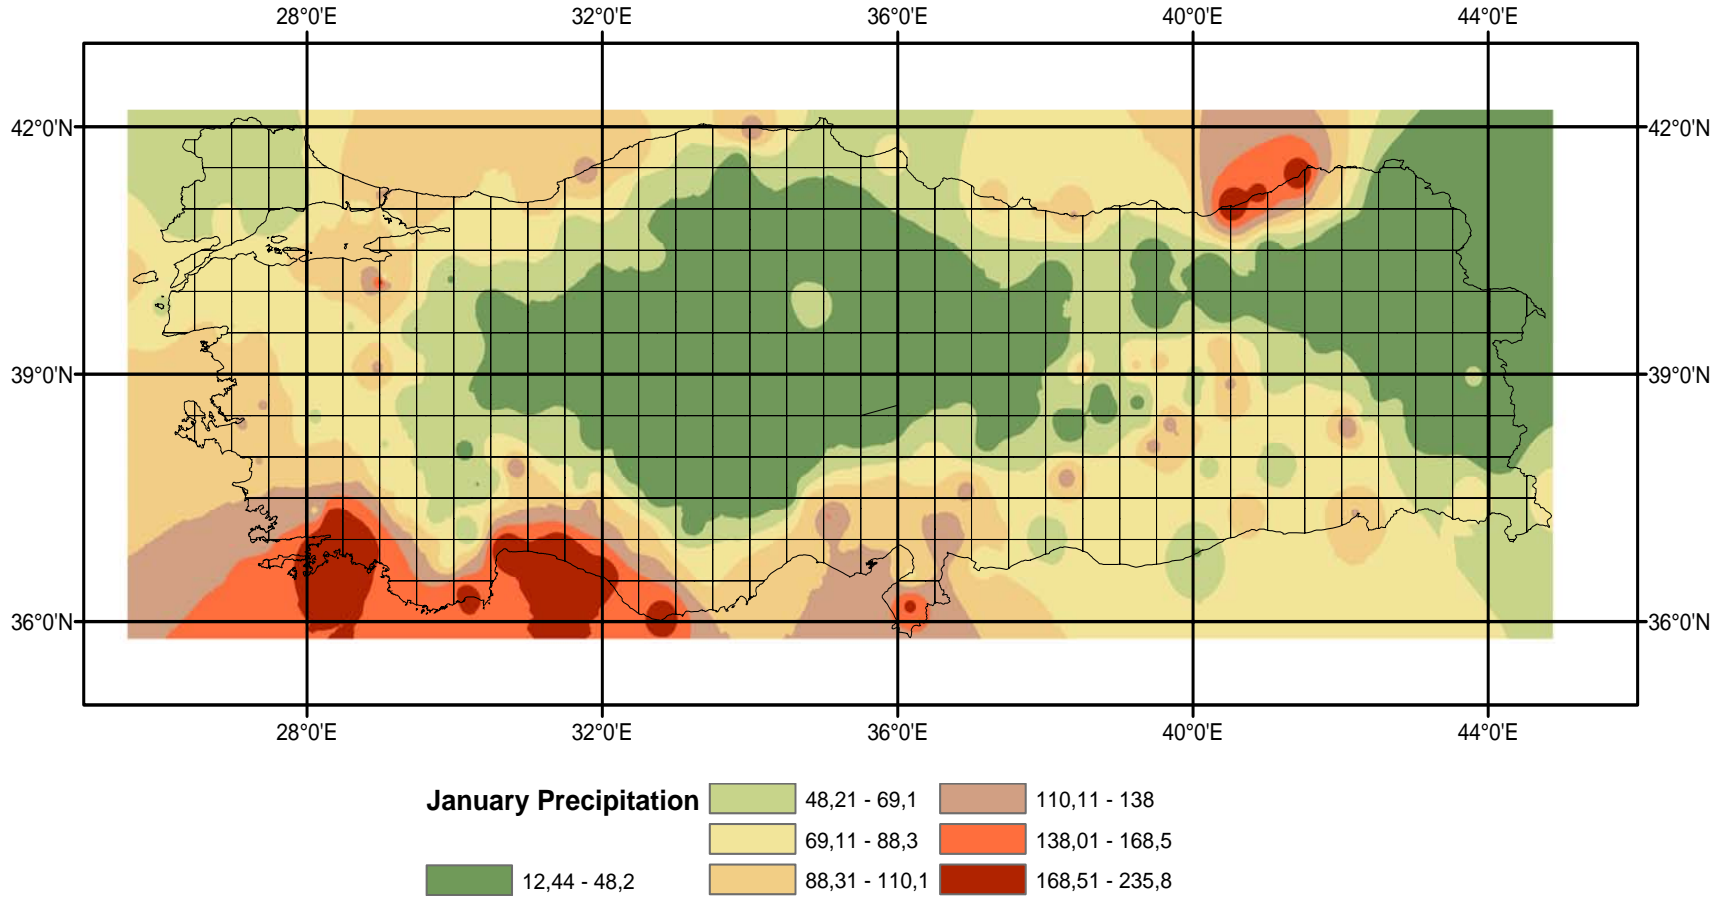 28°0'E 32°0'E 36°0'E 40°0'E 44°0'E
42°0'N 42°0'N
39°0'N 39°0'N
36°0'N 36°0'N
28°0'E 32°0'E 36°0'E 40°0'E 44°0'E
January Precipitation 48,21 - 69,1 110,11 - 138
69,11 - 88,3 138,01 - 168,5
12,44 - 48,2 88,31 - 110,1 168,51 - 235,8